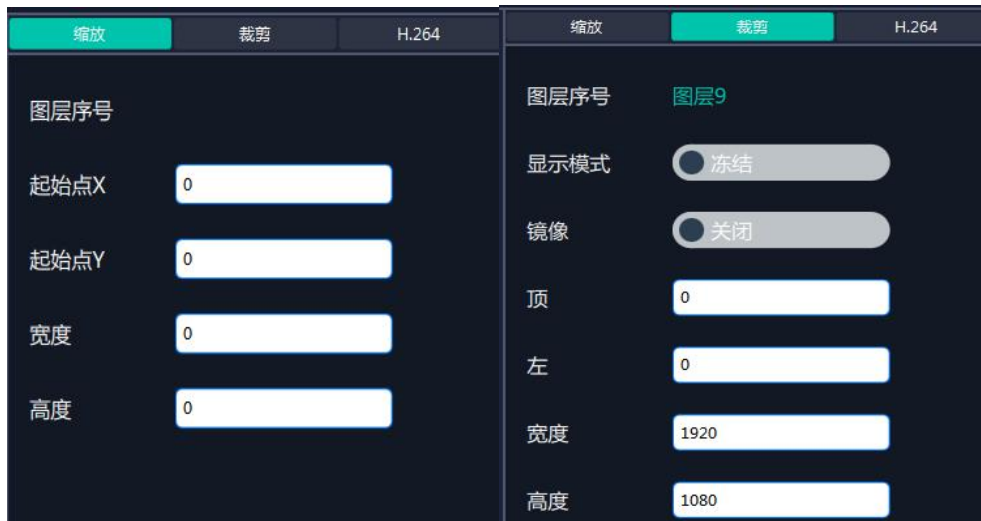 缩放 裁剪 H.264
图层序号
起始点X 0
起始点Y 0
宽度 0
高度 0
缩放 裁剪 H.264
图层序号 图层9
显示模式 冻结
镜像 关闭
顶 0
左 0
宽度 1920
高度 1080